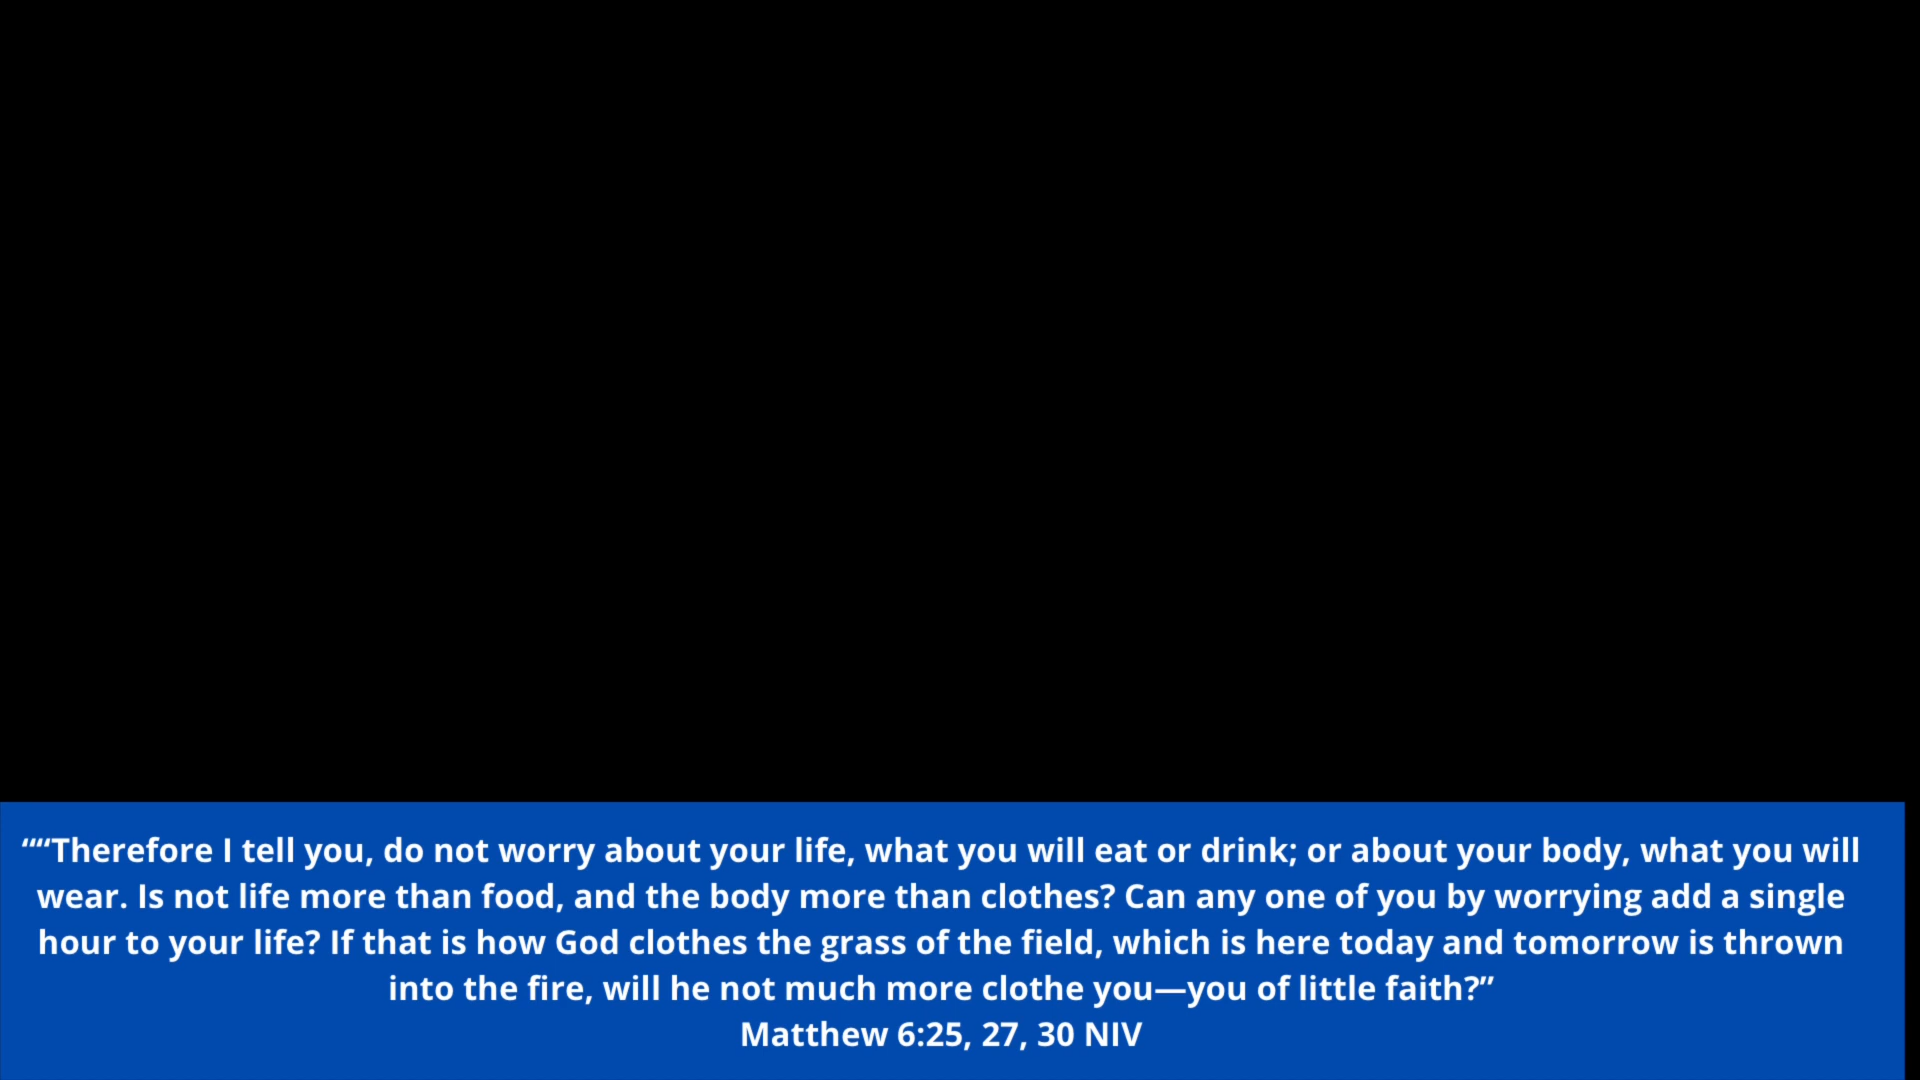 ““Therefore I tell you, do not worry about your life, what you will eat or drink; or about your body, what you will
wear. Is not life more than food, and the body more than clothes? Can any one of you by worrying add a single
hour to your life? If that is how God clothes the grass of the field, which is here today and tomorrow is thrown
into the fire, will he not much more clothe you—you of little faith?”
Matthew 6:25, 27, 30 NIV